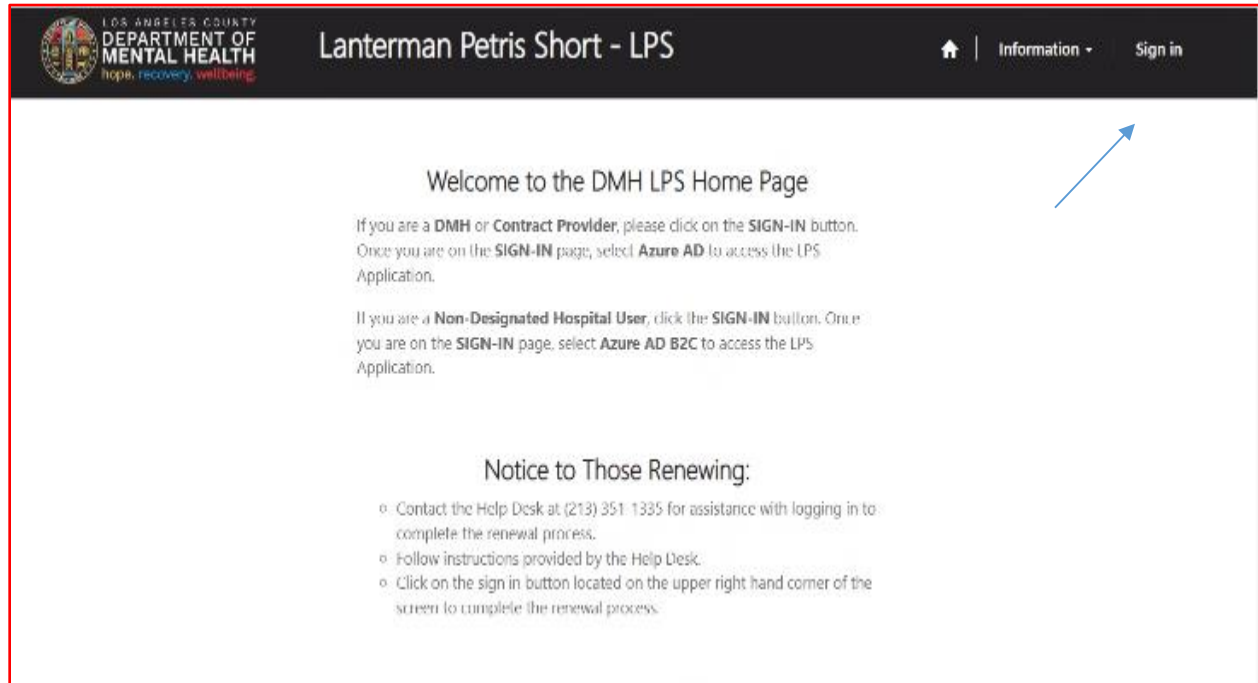 LOS ANGELES COUNTY
DEPARTMENT OF
MENTAL HEALTH
hope. recovery. wellbeing.
Lanterman Petris Short - LPS
Information
Sign in
Welcome to the DMH LPS Home Page
If you are a DMH or Contract Provider, please click on the SIGN-IN button.
Once you are on the SIGN-IN page, select Azure AD to access the LPS
Application.
If you are a Non-Designated Hospital User, click the SIGN-IN button. Once
you are on the SIGN-IN page, select Azure AD B2C to access the LPS
Application.
Notice to Those Renewing:
Contact the Help Desk at (213) 351-1335 for assistance with logging in to
complete the renewal process.
Follow instructions provided by the Help Desk.
Click on the sign in button located on the upper right hand corner of the
screen to complete the renewal process.